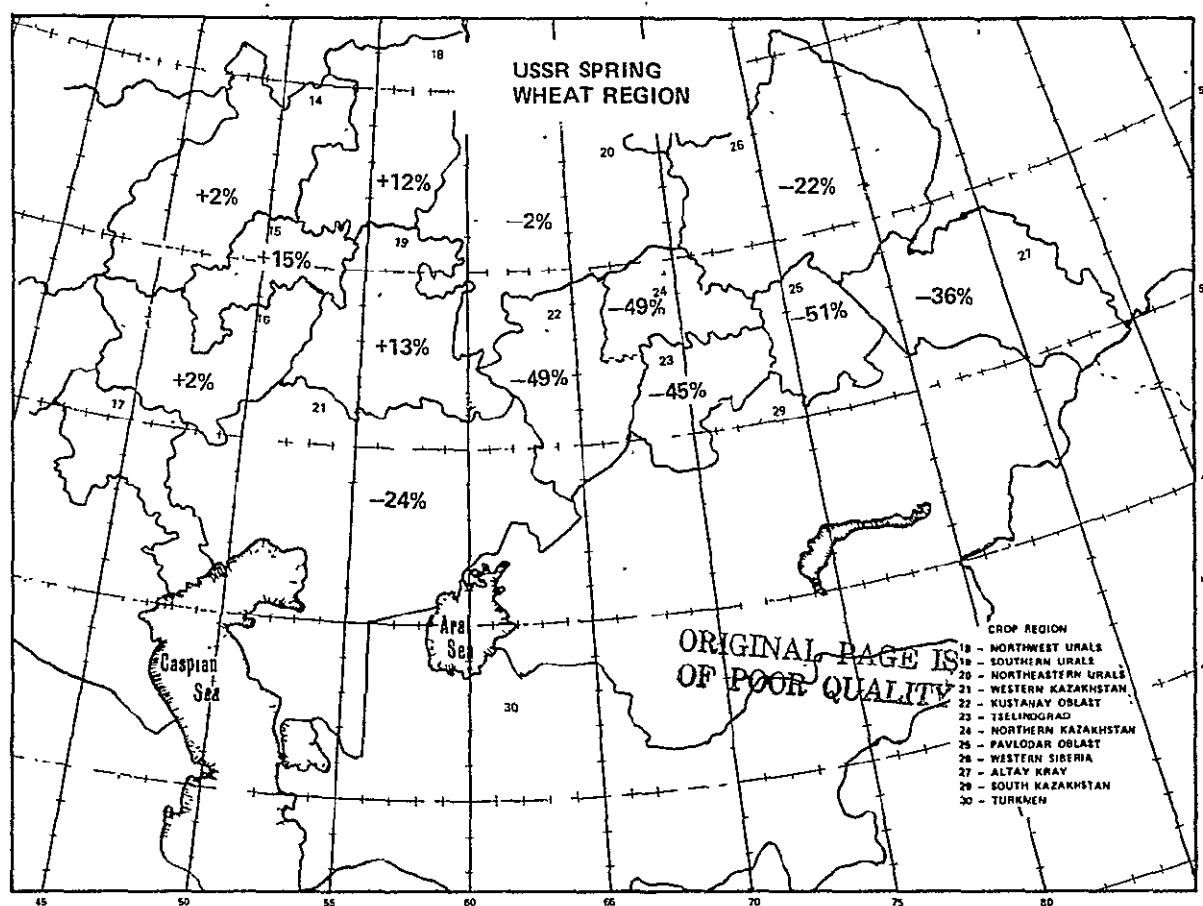 USSR SPRING
WHEAT REGION
18
14
20
26
+12%
-22%
+2%
-2%
15
19
+15%
27
24
25
-36%
-49%
22
-51%
16
+13%
23
+2%
-49%
-45%
17
21
29
-24%
Aral
Sea
Caspian
Sea
ORIGINAL PAGE IS
OF POOR QUALITY
30
CROP REGION
18 - NORTHWEST URALS
19 - SOUTHERN URALS
20 - NORTHEASTERN URALS
21 - WESTERN KAZAKHSTAN
22 - KUSTANAY OBLAST
23 - TSELINOGRAD
24 - NORTHERN KAZAKHSTAN
25 - PAVLODAR OBLAST
26 - WESTERN SIBERIA
27 - ALTAY KRAY
29 - SOUTH KAZAKHSTAN
30 - TURKMEN
45 50 55 60 65 70 75 80